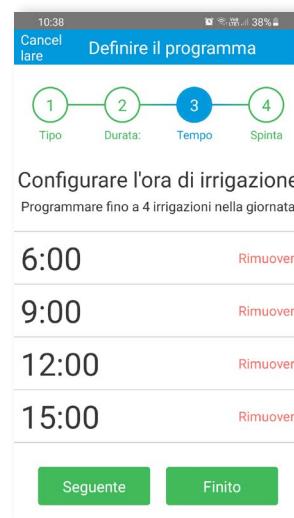 10:38 38%
Cancel
lare
Definire il programma
1 2 3 4
Tipo Durata: Tempo Spinta
Configurare l'ora di irrigazione
Programmare fino a 4 irrigazioni nella giornata
6:00 Rimuover
9:00 Rimuover
12:00 Rimuover
15:00 Rimuover
Seguente Finito